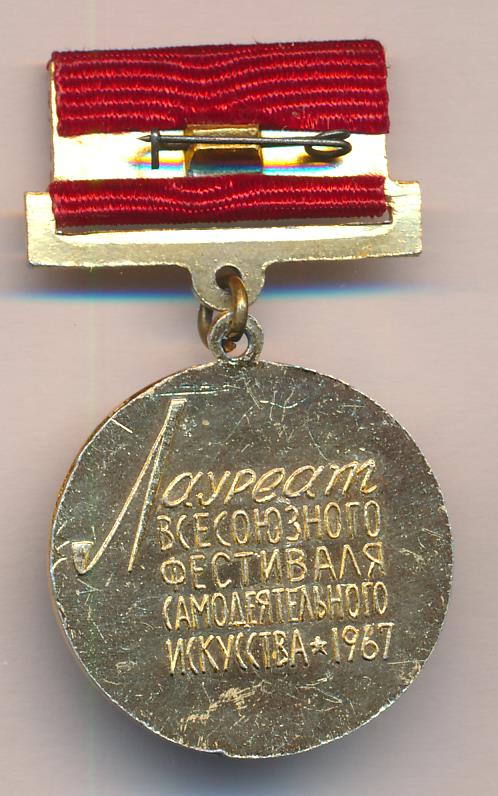 Лауреат
ВСЕСОЮЗНОГО
ФЕСТИВАЛЯ
САМОДЕЯТЕЛЬНОГО
ИСКУССТВА★1967